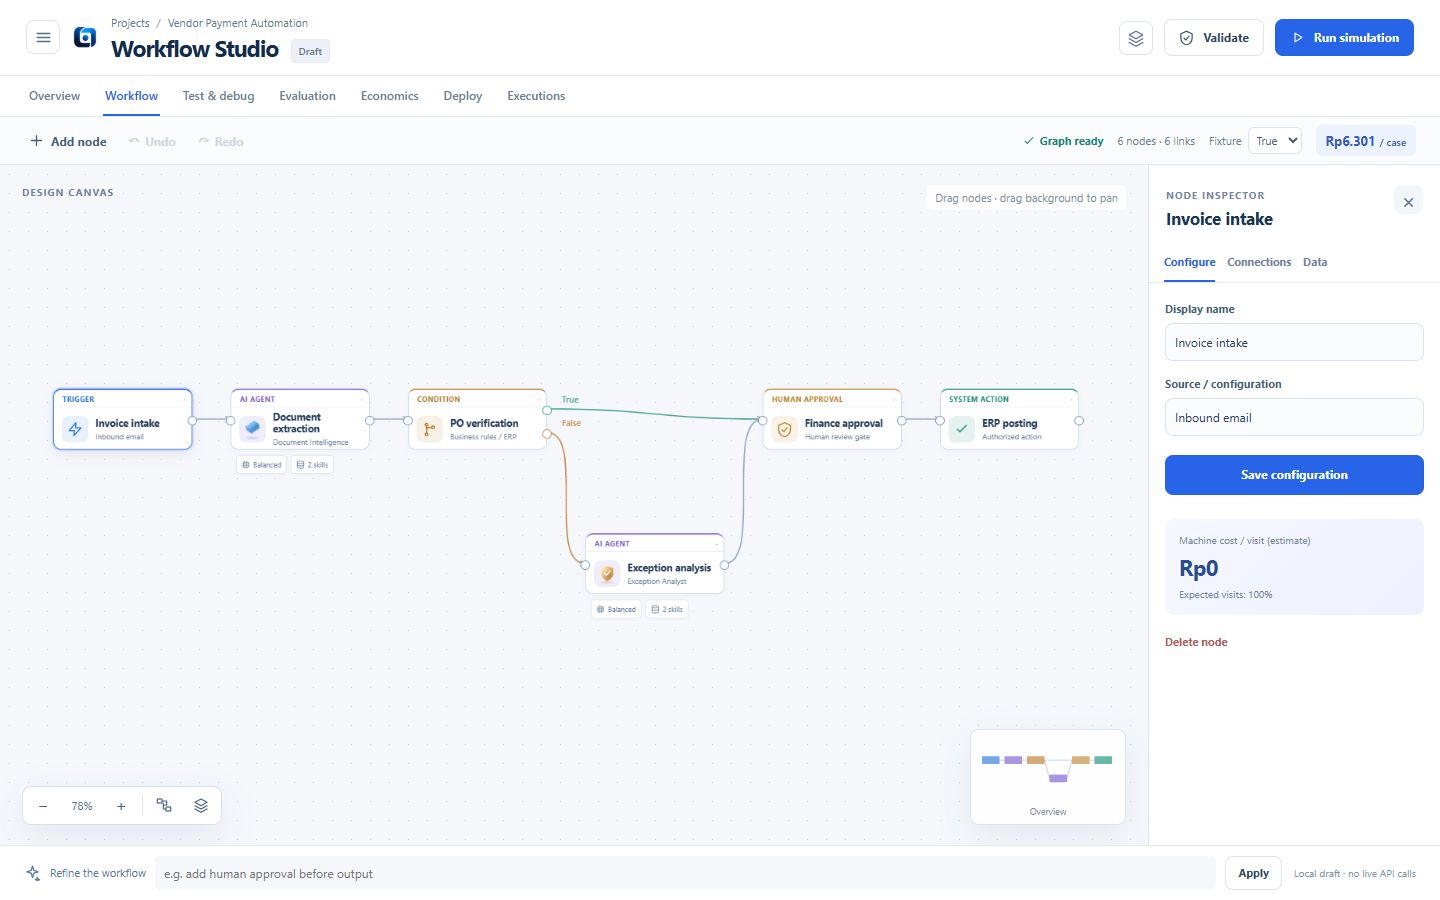 Projects / Vendor Payment Automation
Workflow Studio Draft
Validate
Run simulation
Overview Workflow Test & debug Evaluation Economics Deploy Executions
Add node Undo Redo
Graph ready 6 nodes · 6 links Fixture True Rp6.301 / case
DESIGN CANVAS
Drag nodes · drag background to pan
TRIGGER
Invoice intake
Inbound email
AI AGENT
Document
extraction
Document Intelligence
Balanced 2 skills
CONDITION
PO verification
Business rules / ERP
True
False
AI AGENT
Exception analysis
Exception Analyst
Balanced 2 skills
HUMAN APPROVAL
Finance approval
Human review gate
SYSTEM ACTION
ERP posting
Authorized action
78%
Overview
NODE INSPECTOR
Invoice intake
Configure Connections Data
Display name
Invoice intake
Source / configuration
Inbound email
Save configuration
Machine cost / visit (estimate)
Rp0
Expected visits: 100%
Delete node
Refine the workflow e.g. add human approval before output Apply Local draft · no live API calls